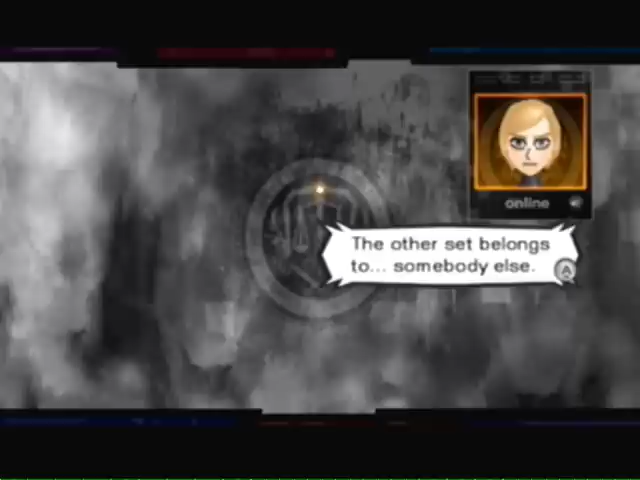 online
The other set belongs
to... somebody else.
A